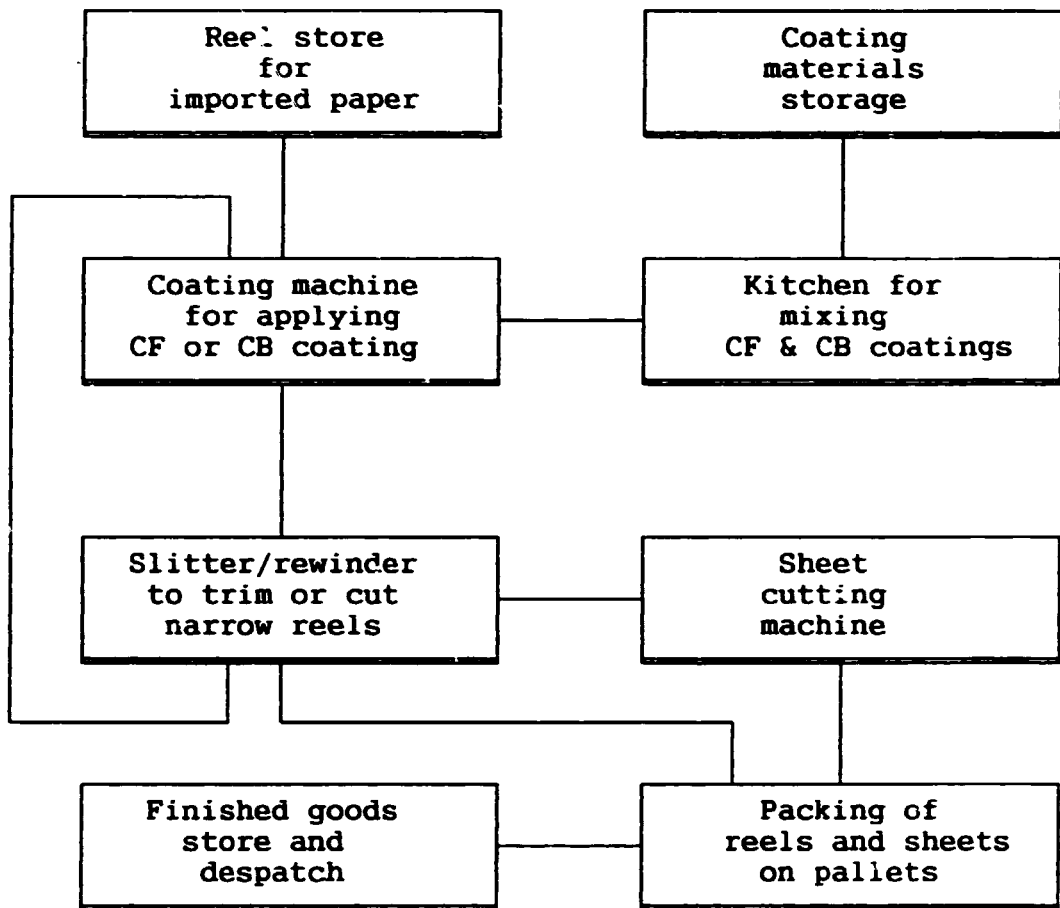 Reel store
for
imported paper
Coating
materials
storage
Coating machine
for applying
CF or CB coating
Kitchen for
mixing
CF & CB coatings
Slitter/rewinder
to trim or cut
narrow reels
Sheet
cutting
machine
Finished goods
store and
despatch
Packing of
reels and sheets
on pallets